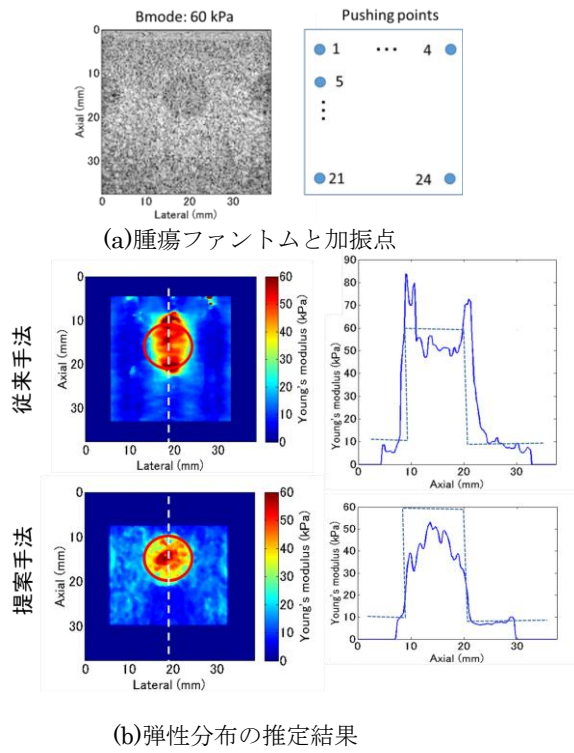 Bmode: 60 kPa
0
10
20
30
Axial (mm)
0 10 20 30
Lateral (mm)
Pushing points
1 ⋯ 4
5
⋮
21 24
(a)腫瘍ファントムと加振点
従来手法
0
10
20
30
Axial (mm)
0 10 20 30
Lateral (mm)
60
50
40
30
20
10
0
Young's modulus (kPa)
90
80
70
60
50
40
30
20
10
0
Young's modulus (kPa)
0 10 20 30
Axial (mm)
提案手法
0
10
20
30
Axial (mm)
0 10 20 30
Lateral (mm)
60
50
40
30
20
10
0
Young's modulus (kPa)
60
50
40
30
20
10
0
Young's modulus (kPa)
0 10 20 30
Axial (mm)
(b)弾性分布の推定結果